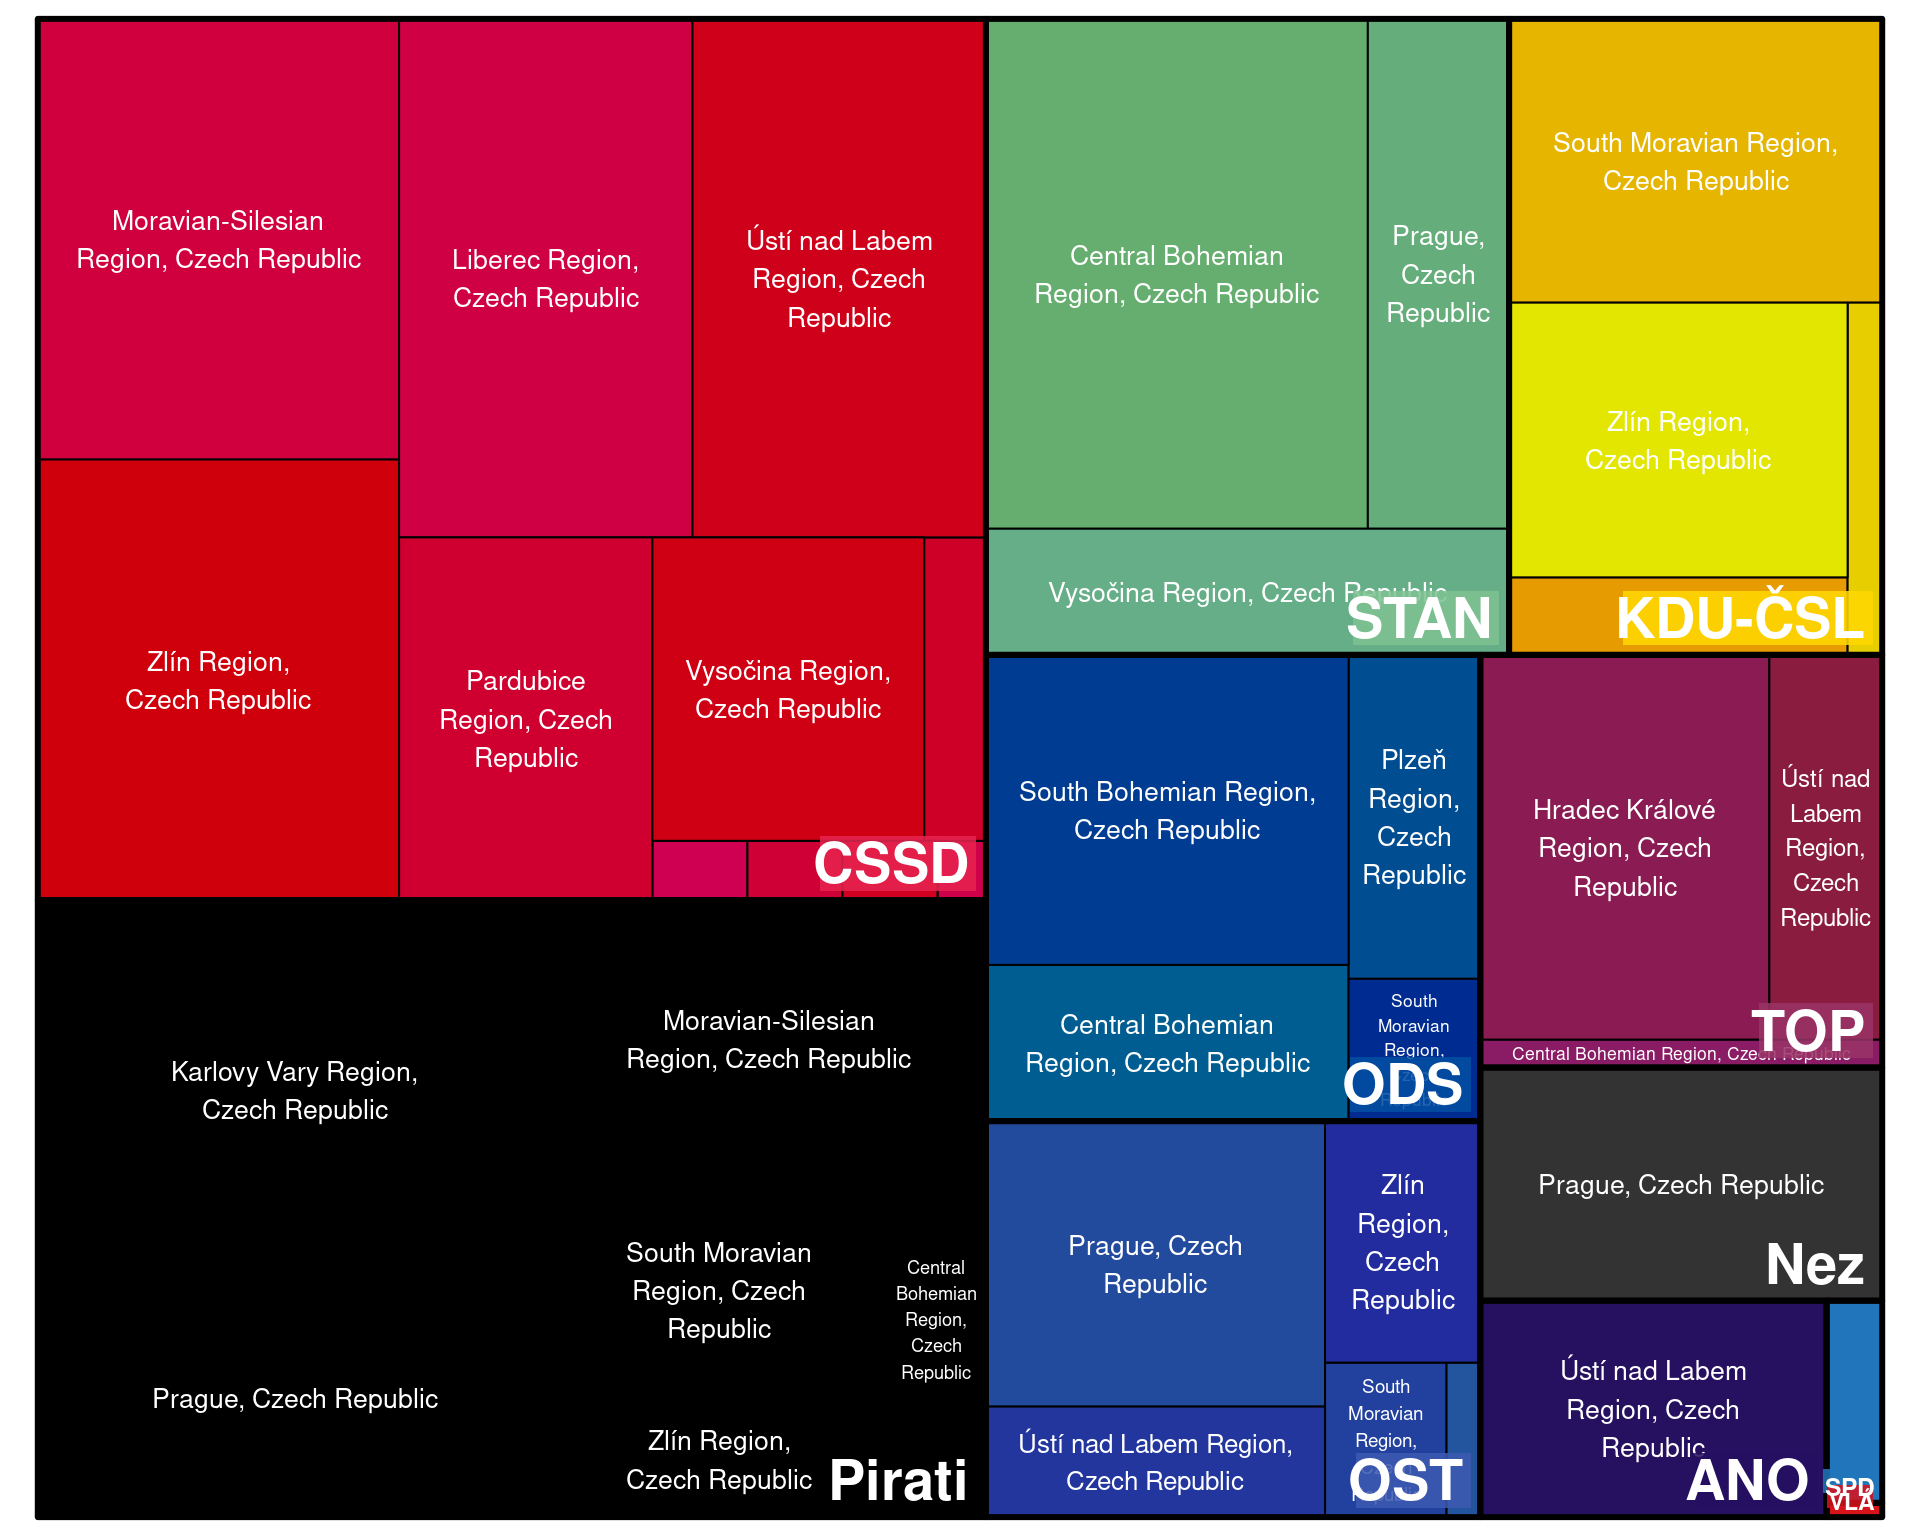 Moravian-Silesian
Region, Czech Republic
Liberec Region,
Czech Republic
Ústí nad Labem
Region, Czech
Republic
Zlín Region,
Czech Republic
Pardubice
Region, Czech
Republic
Vysočina Region,
Czech Republic
CSSD
Central Bohemian
Region, Czech Republic
Prague,
Czech
Republic
Vysočina Region, Czech Republic
STAN
South Moravian Region,
Czech Republic
Zlín Region,
Czech Republic
KDU-ČSL
Karlovy Vary Region,
Czech Republic
Moravian-Silesian
Region, Czech Republic
Prague, Czech Republic
South Moravian
Region, Czech
Republic
Central
Bohemian
Region,
Czech
Republic
Zlín Region,
Czech Republic
Pirati
South Bohemian Region,
Czech Republic
Plzeň
Region,
Czech
Republic
Central Bohemian
Region, Czech Republic
South
Moravian
Region,
ODS
Hradec Králové
Region, Czech
Republic
Ústí nad
Labem
Region,
Czech
Republic
Central Bohemian Region, Czech Republic
TOP
Prague, Czech
Republic
Zlín
Region,
Czech
Republic
Ústí nad Labem Region,
Czech Republic
South
Moravian
Region,
OST
Prague, Czech Republic
Nez
Ústí nad Labem
Region, Czech
Republic
ANO
SPD
VLÁ